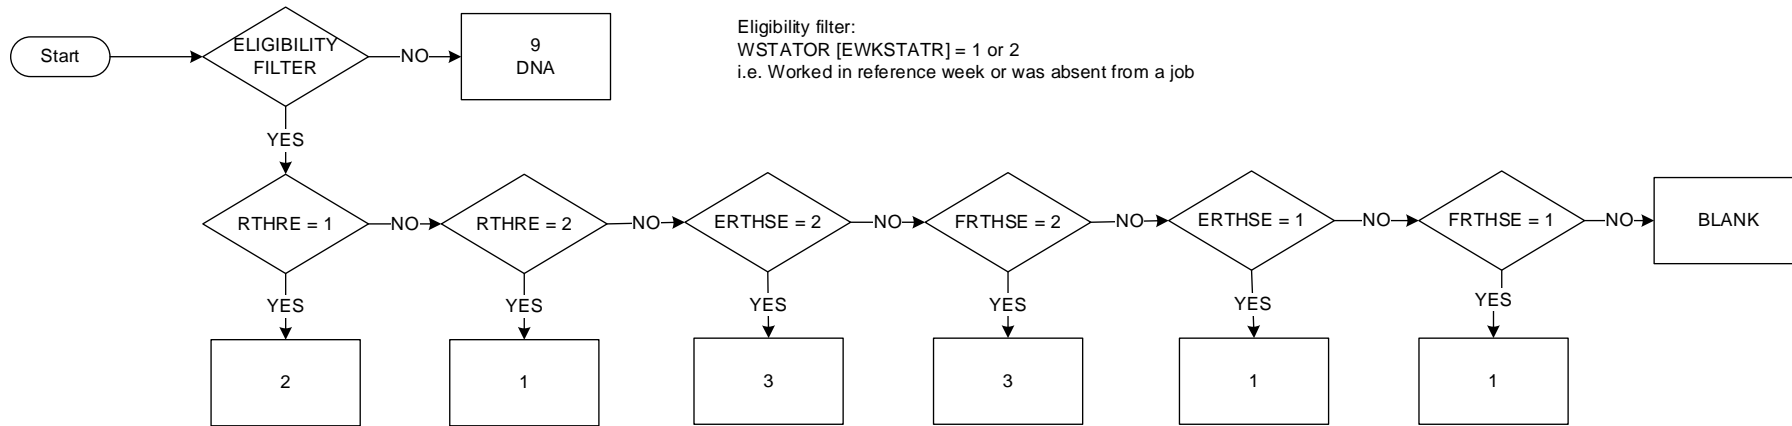 Start
ELIGIBILITY
FILTER
NO
9
DNA
Eligibility filter:
WSTATOR [EWKSTATR] = 1 or 2
i.e. Worked in reference week or was absent from a job
YES
RTHRE = 1
NO
RTHRE = 2
NO
ERTHSE = 2
NO
FRTHSE = 2
NO
ERTHSE = 1
NO
FRTHSE = 1
NO
BLANK
YES
YES
YES
YES
YES
YES
2
1
3
3
1
1